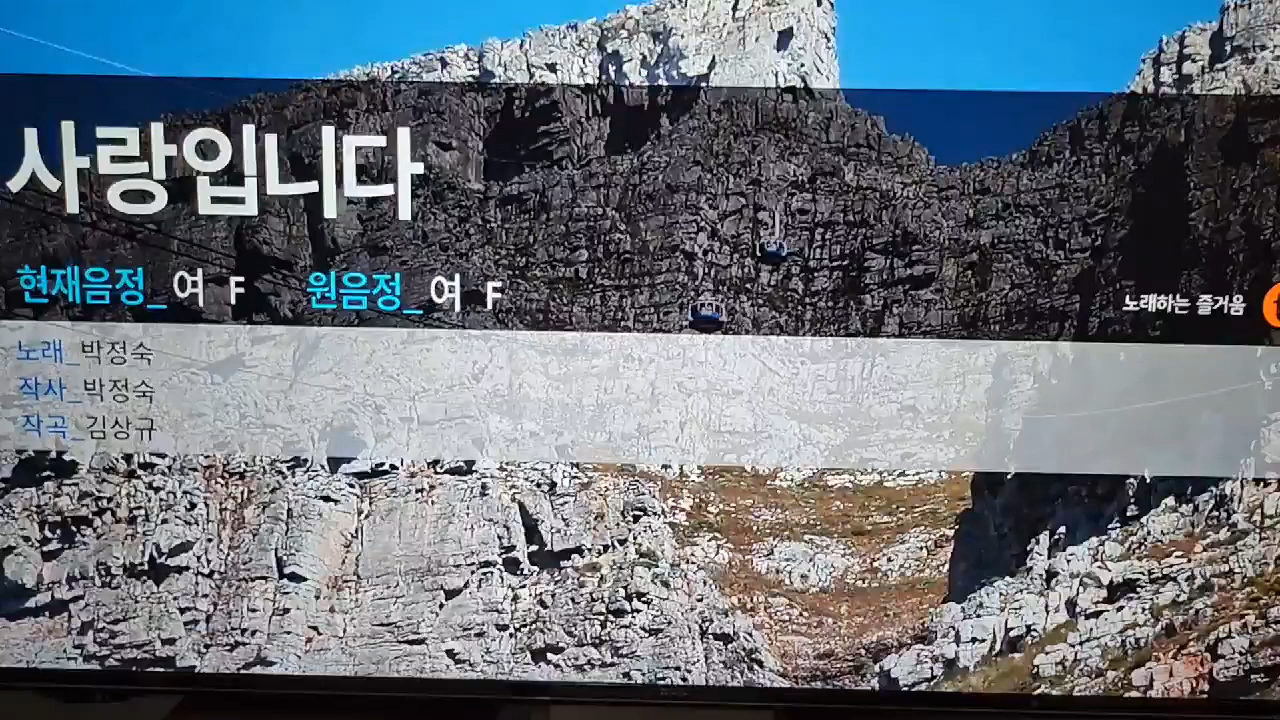 사랑입니다
현재음정_ 여 F 원음정_ 여 F
노래하는 즐거움
노래_박정숙
작사_박정숙
작곡_김상규